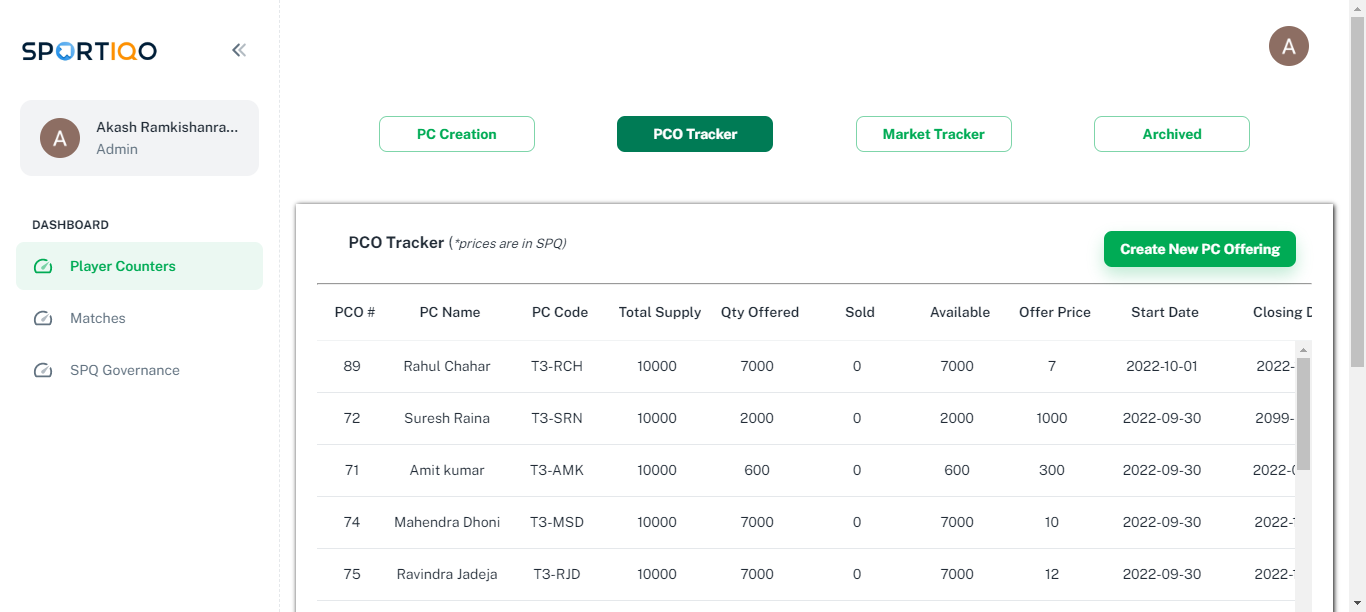 SPORTIQO
A
A
Akash Ramkishanra...
Admin
DASHBOARD
Player Counters
Matches
SPQ Governance
PC Creation
PCO Tracker
Market Tracker
Archived
PCO Tracker (*prices are in SPQ)
Create New PC Offering
PCO # PC Name PC Code Total Supply Qty Offered Sold Available Offer Price Start Date Closing D
89 Rahul Chahar T3-RCH 10000 7000 0 7000 7 2022-10-01 2022-
72 Suresh Raina T3-SRN 10000 2000 0 2000 1000 2022-09-30 2099-
71 Amit kumar T3-AMK 10000 600 0 600 300 2022-09-30 2022-0
74 Mahendra Dhoni T3-MSD 10000 7000 0 7000 10 2022-09-30 2022-
75 Ravindra Jadeja T3-RJD 10000 7000 0 7000 12 2022-09-30 2022-